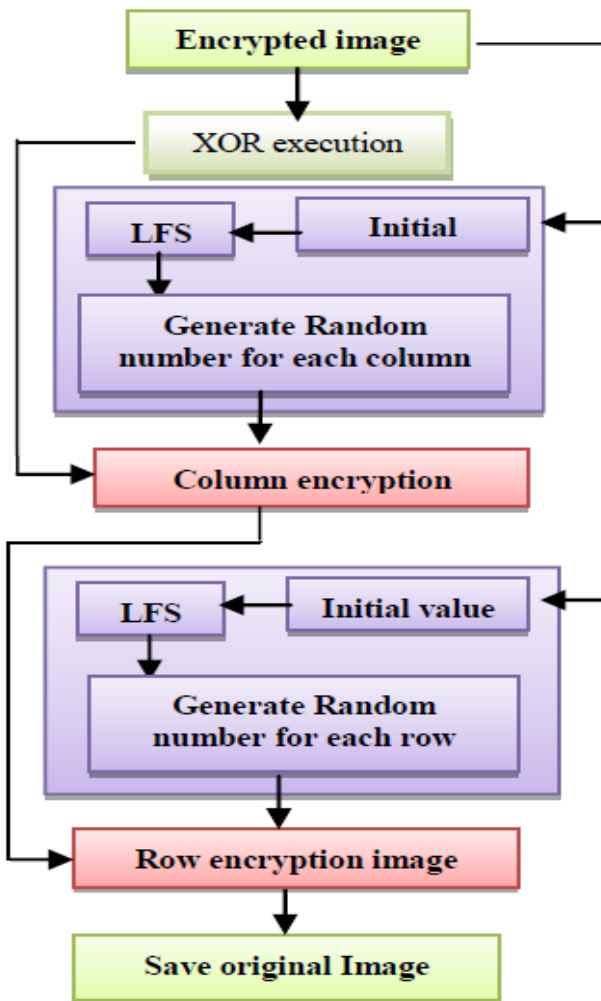 Encrypted image
XOR execution
LFS
Initial
Generate Random
number for each column
Column encryption
LFS
Initial value
Generate Random
number for each row
Row encryption image
Save original Image